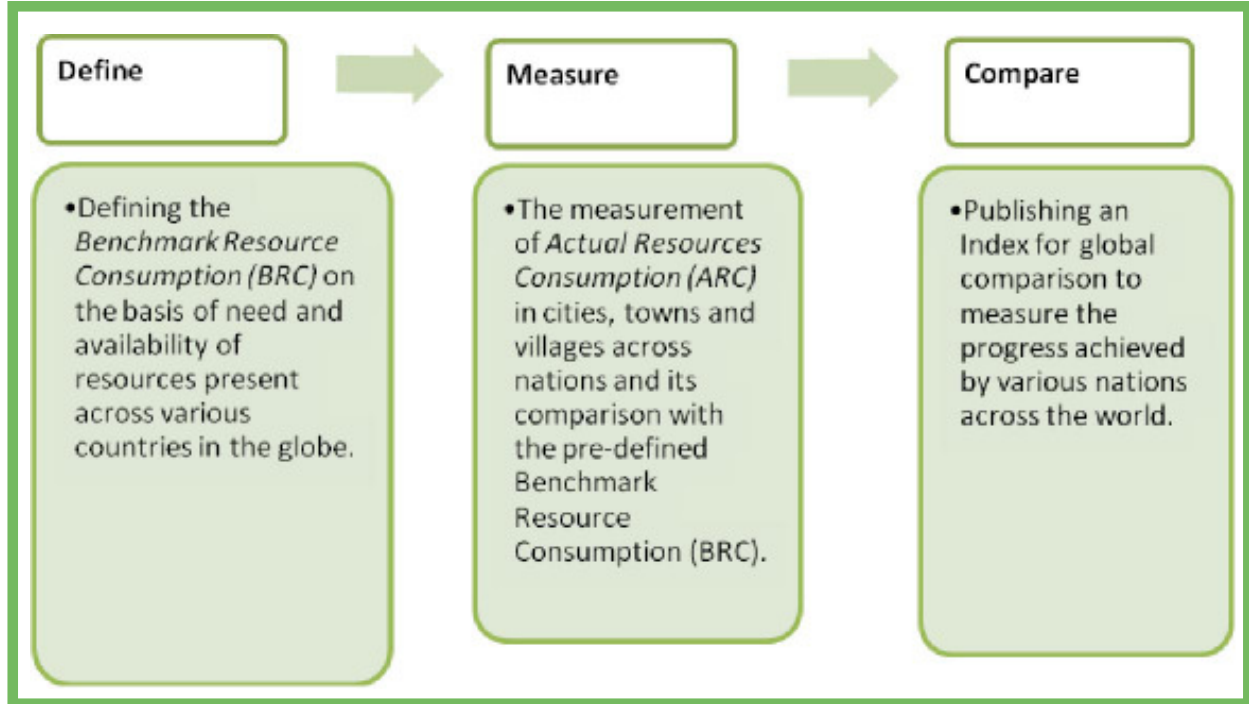 Define
•Defining the
Benchmark Resource
Consumption (BRC) on
the basis of need and
availability of
resources present
across various
countries in the globe.
Measure
•The measurement
of Actual Resources
Consumption (ARC)
in cities, towns and
villages across
nations and its
comparison with
the pre-defined
Benchmark
Resource
Consumption (BRC).
Compare
•Publishing an
Index for global
comparison to
measure the
progress achieved
by various nations
across the world.